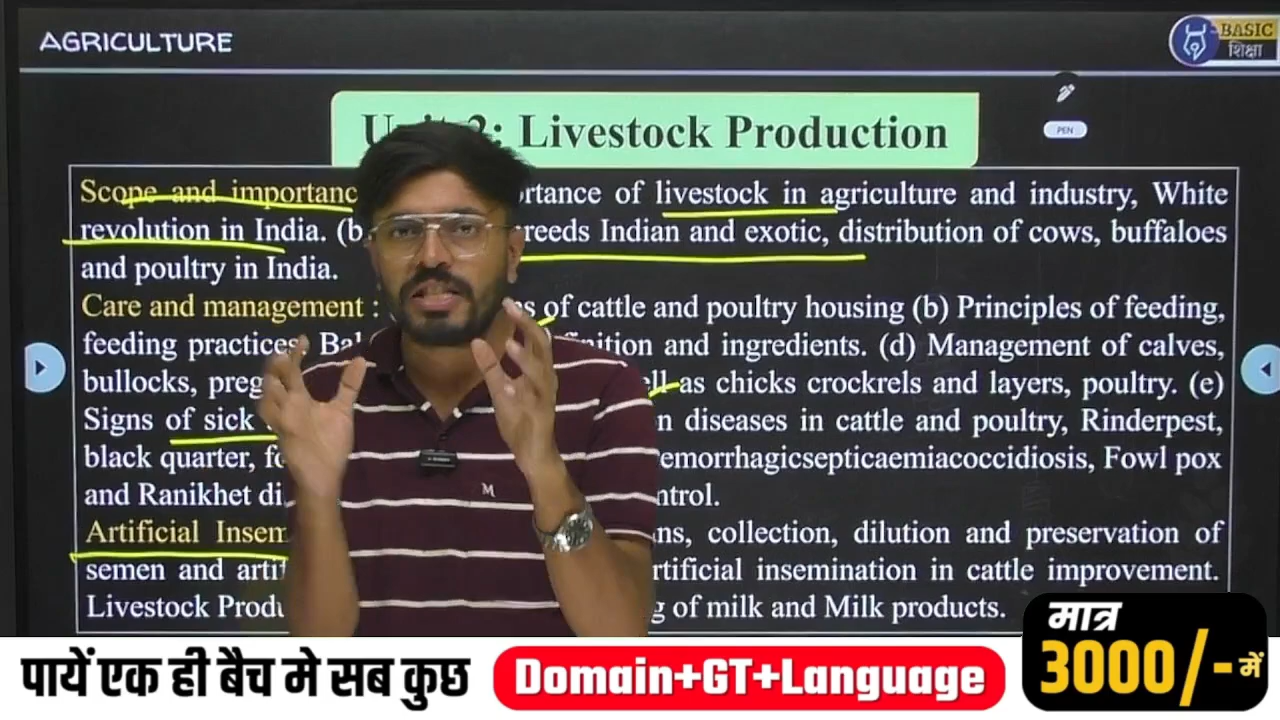 AGRICULTURE
BASIC
शिक्षा
PEN
Livestock Production
Scope and importanc ortance of livestock in agriculture and industry, White
revolution in India. (b reeds Indian and exotic, distribution of cows, buffaloes
and poultry in India.
Care and management : of cattle and poultry housing (b) Principles of feeding,
feeding practices. Bal nition and ingredients. (d) Management of calves,
bullocks, preg ell as chicks crockrels and layers, poultry. (e)
Signs of sick n diseases in cattle and poultry, Rinderpest,
black quarter, fo emorrhagicsepticaemiacoccidiosis, Fowl pox
and Ranikhet di ntrol.
Artificial Insem ns, collection, dilution and preservation of
semen and arti rtificial insemination in cattle improvement.
Livestock Produ g of milk and Milk products.
M
पायें एक ही बैच मे सब कुछ
Domain+GT+Language
मात्र
3000/- में